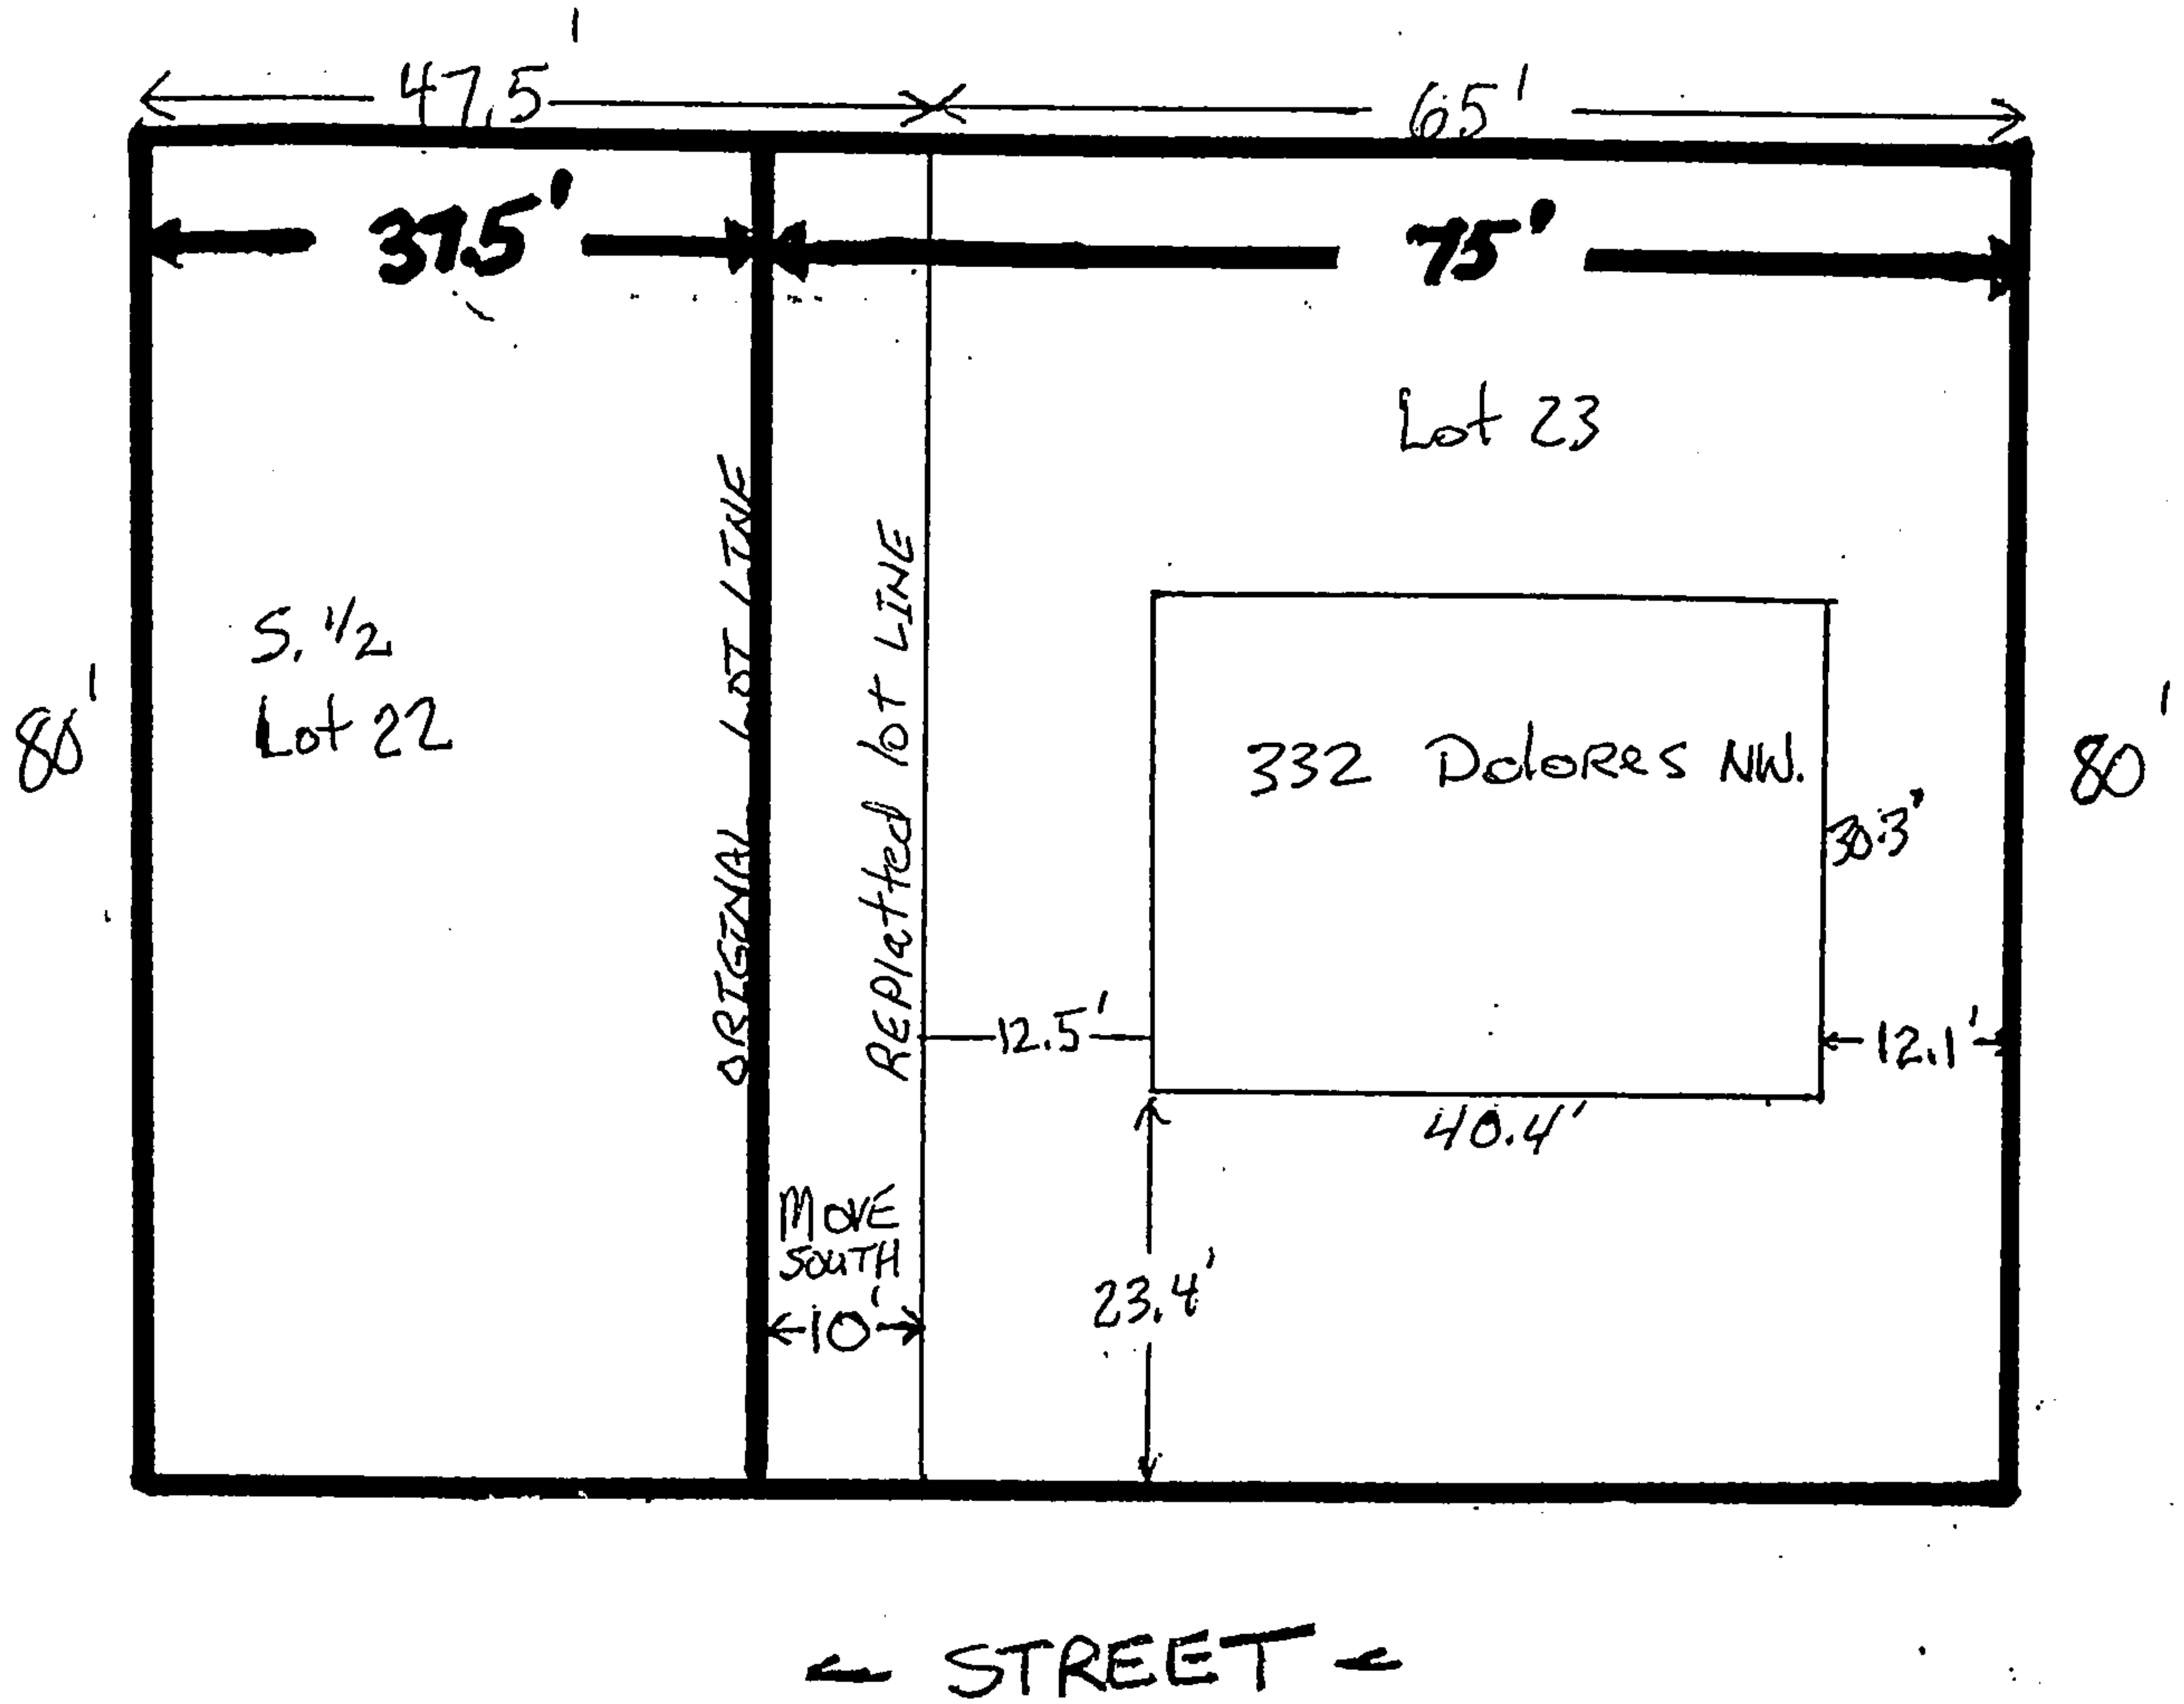 47.5'
65'
37.5'
75'
Lot 23
S. 1/2
Lot 22
80'
ORIGINAL LOT LINE
REPlatted lot LINE
332 DoloRes NW.
30.3'
80'
12.5'
12.1'
40.4'
MOVE
SOUTH
10'
23.4'
← STREET ←